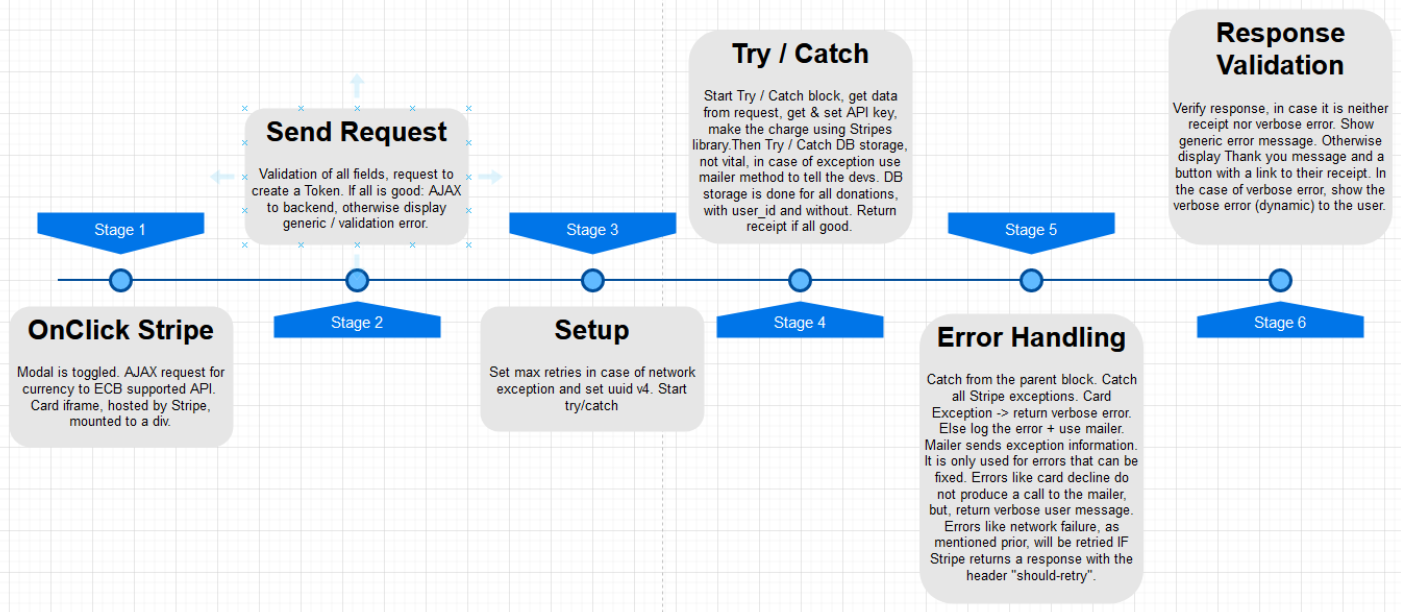 Stage 1
OnClick Stripe
Modal is toggled. AJAX request for
currency to ECB supported API.
Card iframe, hosted by Stripe,
mounted to a div.
Send Request
Validation of all fields, request to
create a Token. If all is good: AJAX
to backend, otherwise display
generic / validation error.
Stage 2
Stage 3
Setup
Set max retries in case of network
exception and set uuid v4. Start
try/catch
Try / Catch
Start Try / Catch block, get data
from request, get & set API key,
make the charge using Stripes
library.Then Try / Catch DB storage,
not vital, in case of exception use
mailer method to tell the devs. DB
storage is done for all donations,
with user_id and without. Return
receipt if all good.
Stage 4
Stage 5
Error Handling
Catch from the parent block. Catch
all Stripe exceptions. Card
Exception -> return verbose error.
Else log the error + use mailer.
Mailer sends exception information.
It is only used for errors that can be
fixed. Errors like card decline do
not produce a call to the mailer,
but, return verbose user message.
Errors like network failure, as
mentioned prior, will be retried IF
Stripe returns a response with the
header "should-retry".
Response
Validation
Verify response, in case it is neither
receipt nor verbose error. Show
generic error message. Otherwise
display Thank you message and a
button with a link to their receipt. In
the case of verbose error, show the
verbose error (dynamic) to the user.
Stage 6